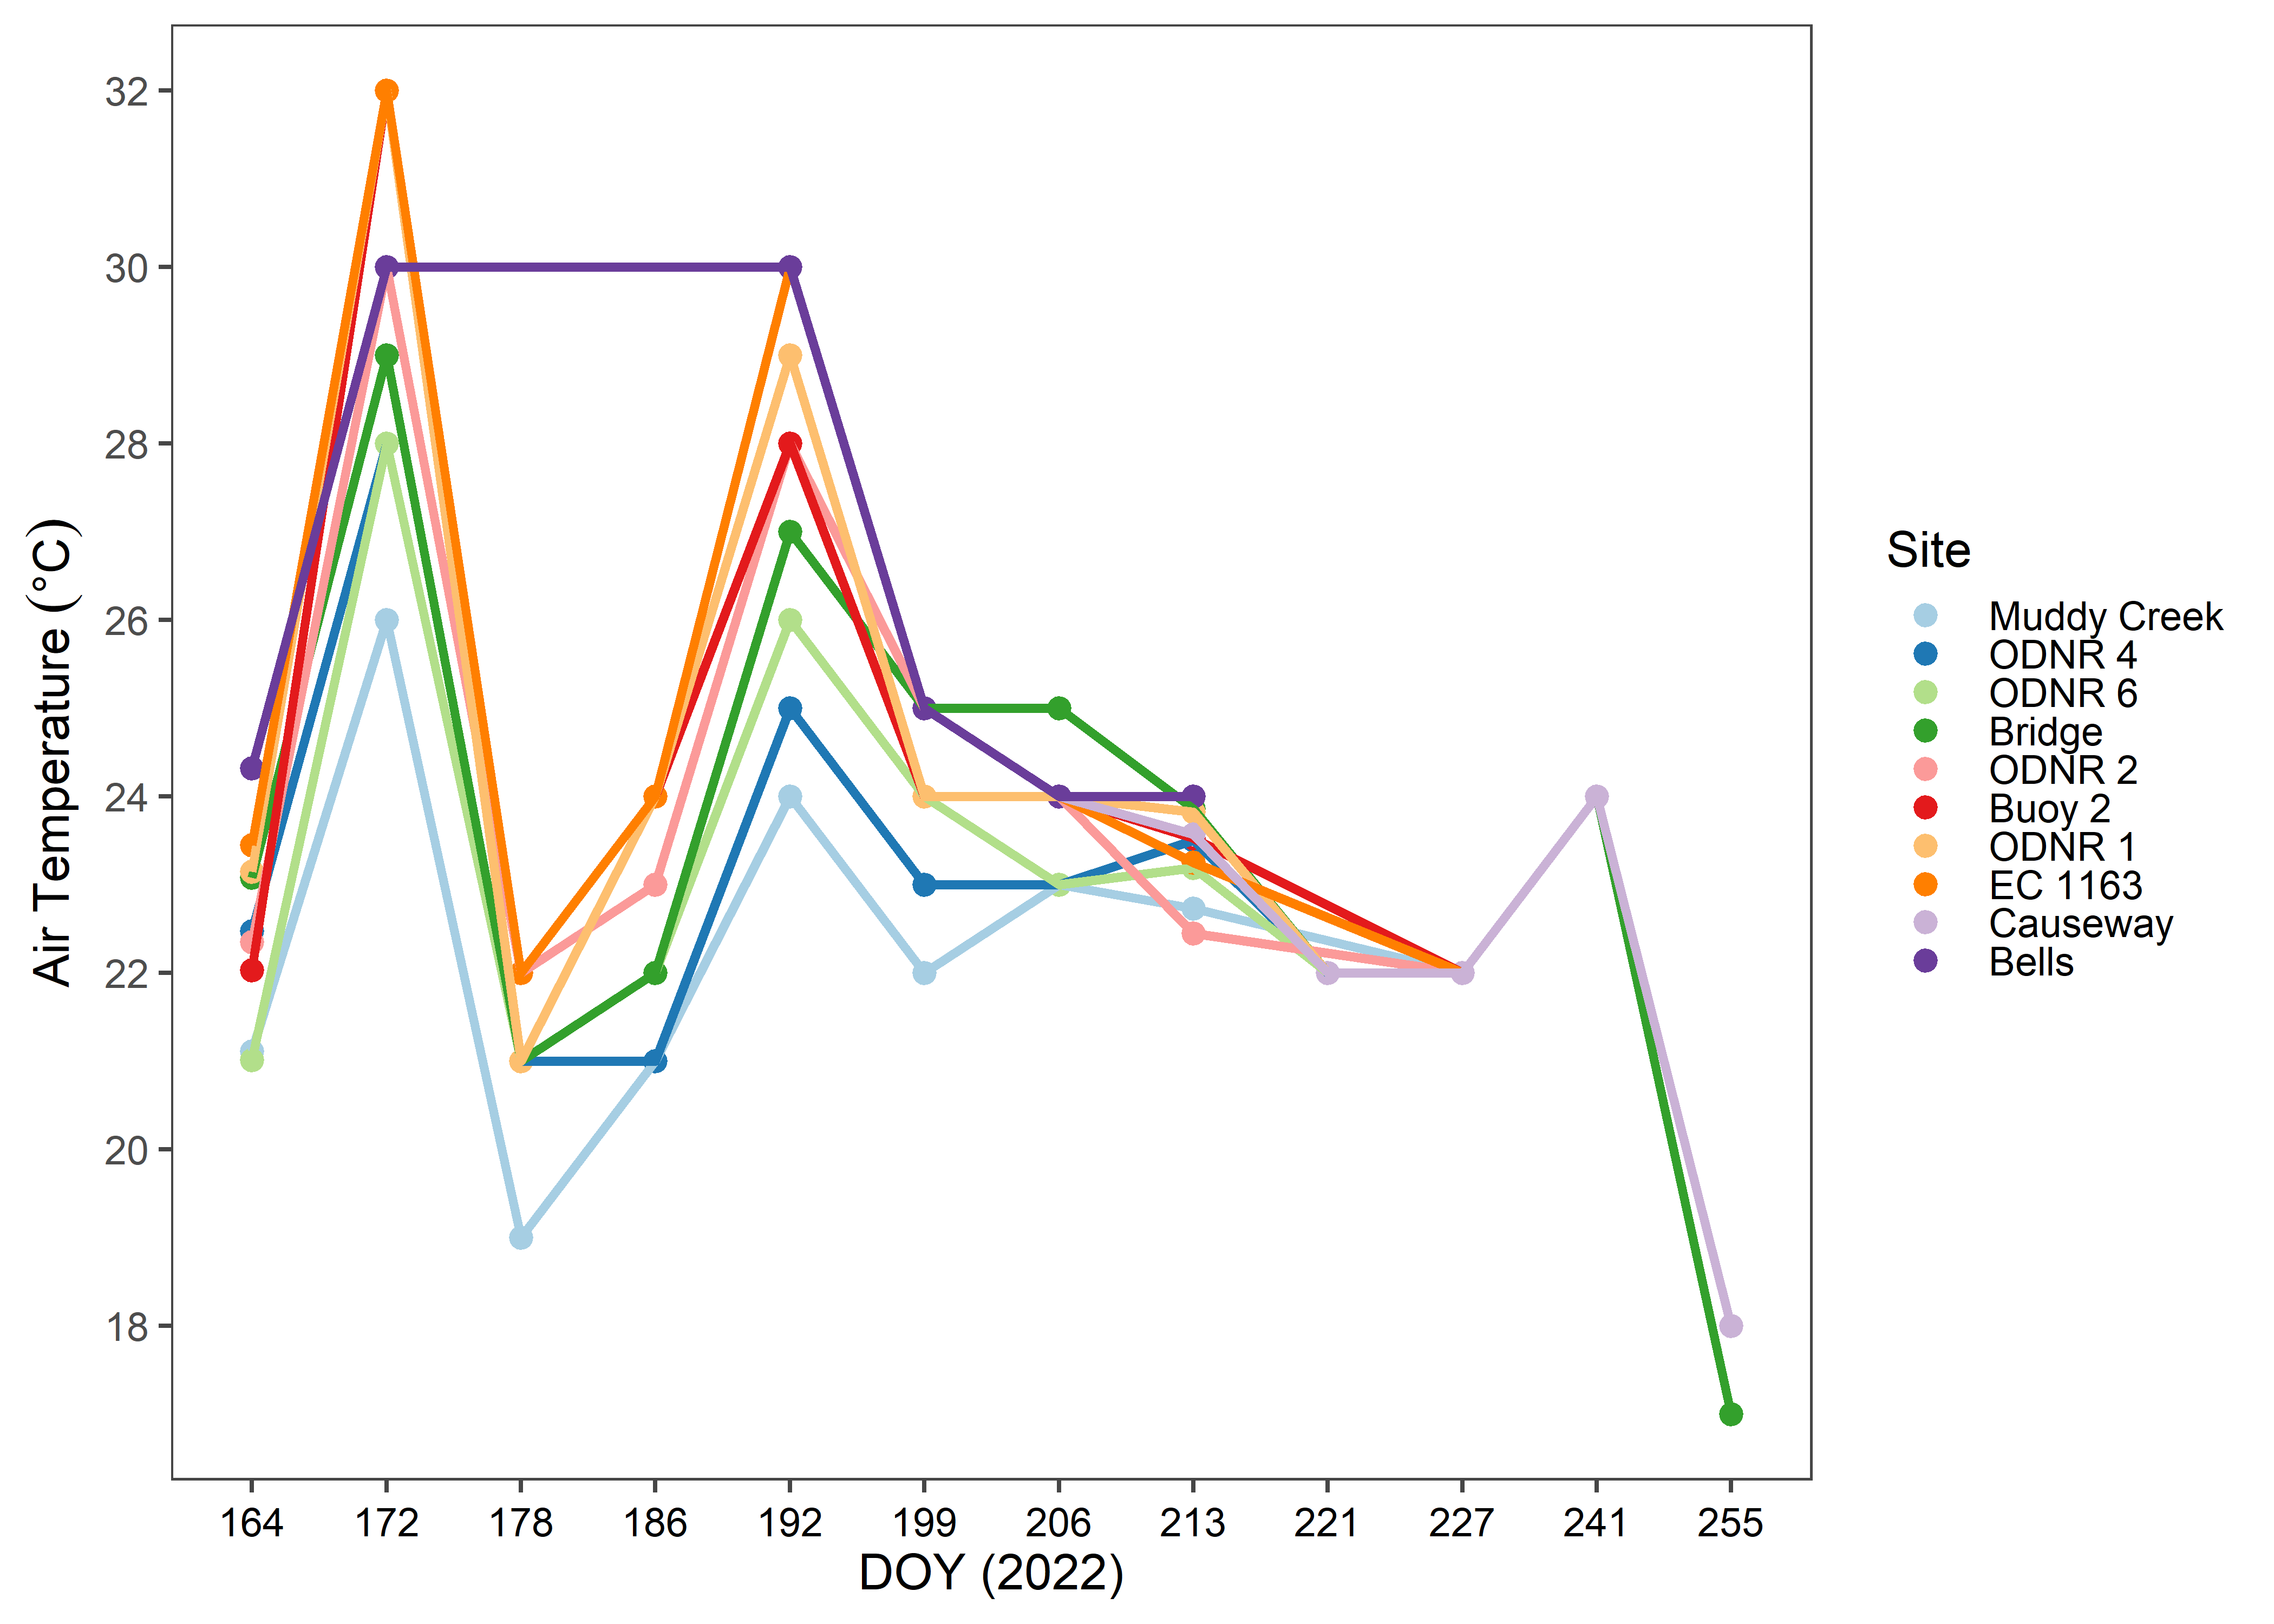 32
30
28
26
24
22
20
18
Air Temperature (°C)
164 172 178 186 192 199 206 213 221 227 241 255
DOY (2022)
Site
Muddy Creek
ODNR 4
ODNR 6
Bridge
ODNR 2
Buoy 2
ODNR 1
EC 1163
Causeway
Bells